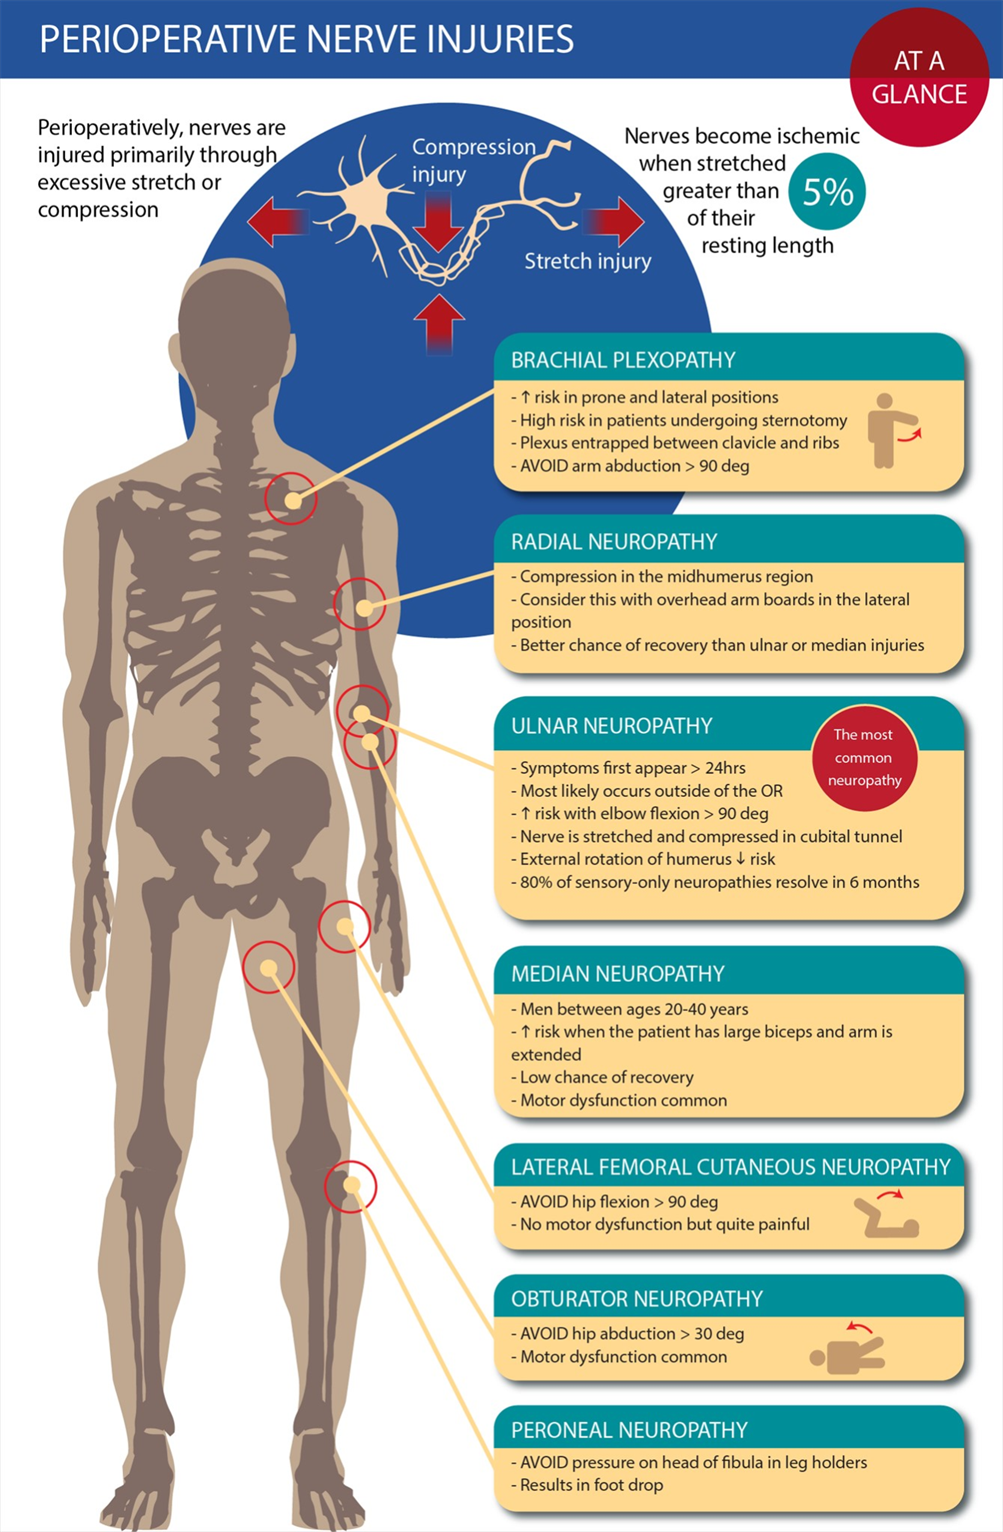 PERIOPERATIVE NERVE INJURIES
AT A
GLANCE
Perioperatively, nerves are
injured primarily through
excessive stretch or
compression
Compression
injury
Stretch injury
Nerves become ischemic
when stretched
greater than
5%
of their
resting length
BRACHIAL PLEXOPATHY
- ↑ risk in prone and lateral positions
- High risk in patients undergoing sternotomy
- Plexus entrapped between clavicle and ribs
- AVOID arm abduction > 90 deg
RADIAL NEUROPATHY
- Compression in the midhumerus region
- Consider this with overhead arm boards in the lateral
position
- Better chance of recovery than ulnar or median injuries
ULNAR NEUROPATHY
The most
common
neuropathy
- Symptoms first appear > 24hrs
- Most likely occurs outside of the OR
- ↑ risk with elbow flexion > 90 deg
- Nerve is stretched and compressed in cubital tunnel
- External rotation of humerus ↓ risk
- 80% of sensory-only neuropathies resolve in 6 months
MEDIAN NEUROPATHY
- Men between ages 20-40 years
- ↑ risk when the patient has large biceps and arm is
extended
- Low chance of recovery
- Motor dysfunction common
LATERAL FEMORAL CUTANEOUS NEUROPATHY
- AVOID hip flexion > 90 deg
- No motor dysfunction but quite painful
OBTURATOR NEUROPATHY
- AVOID hip abduction > 30 deg
- Motor dysfunction common
PERONEAL NEUROPATHY
- AVOID pressure on head of fibula in leg holders
- Results in foot drop